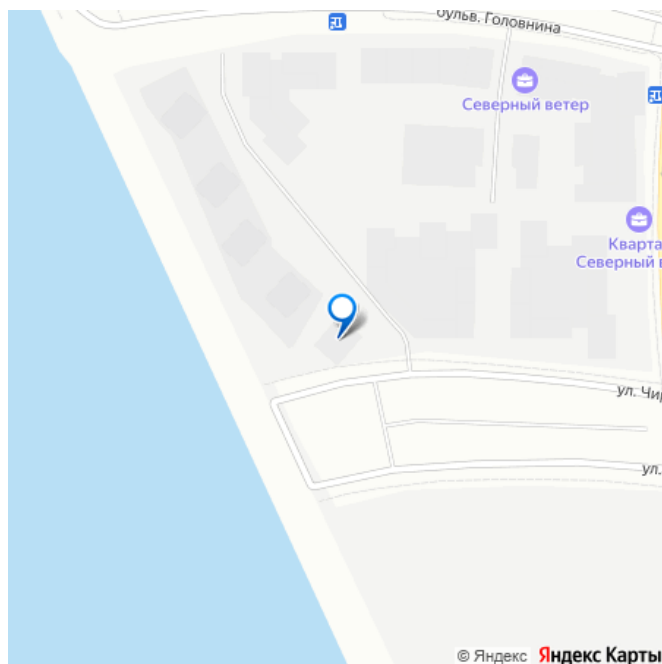 бульв. Головнина
Северный ветер
Кварта
Северный в
ул. Чир
ул.
© Яндекс Яндекс Карты